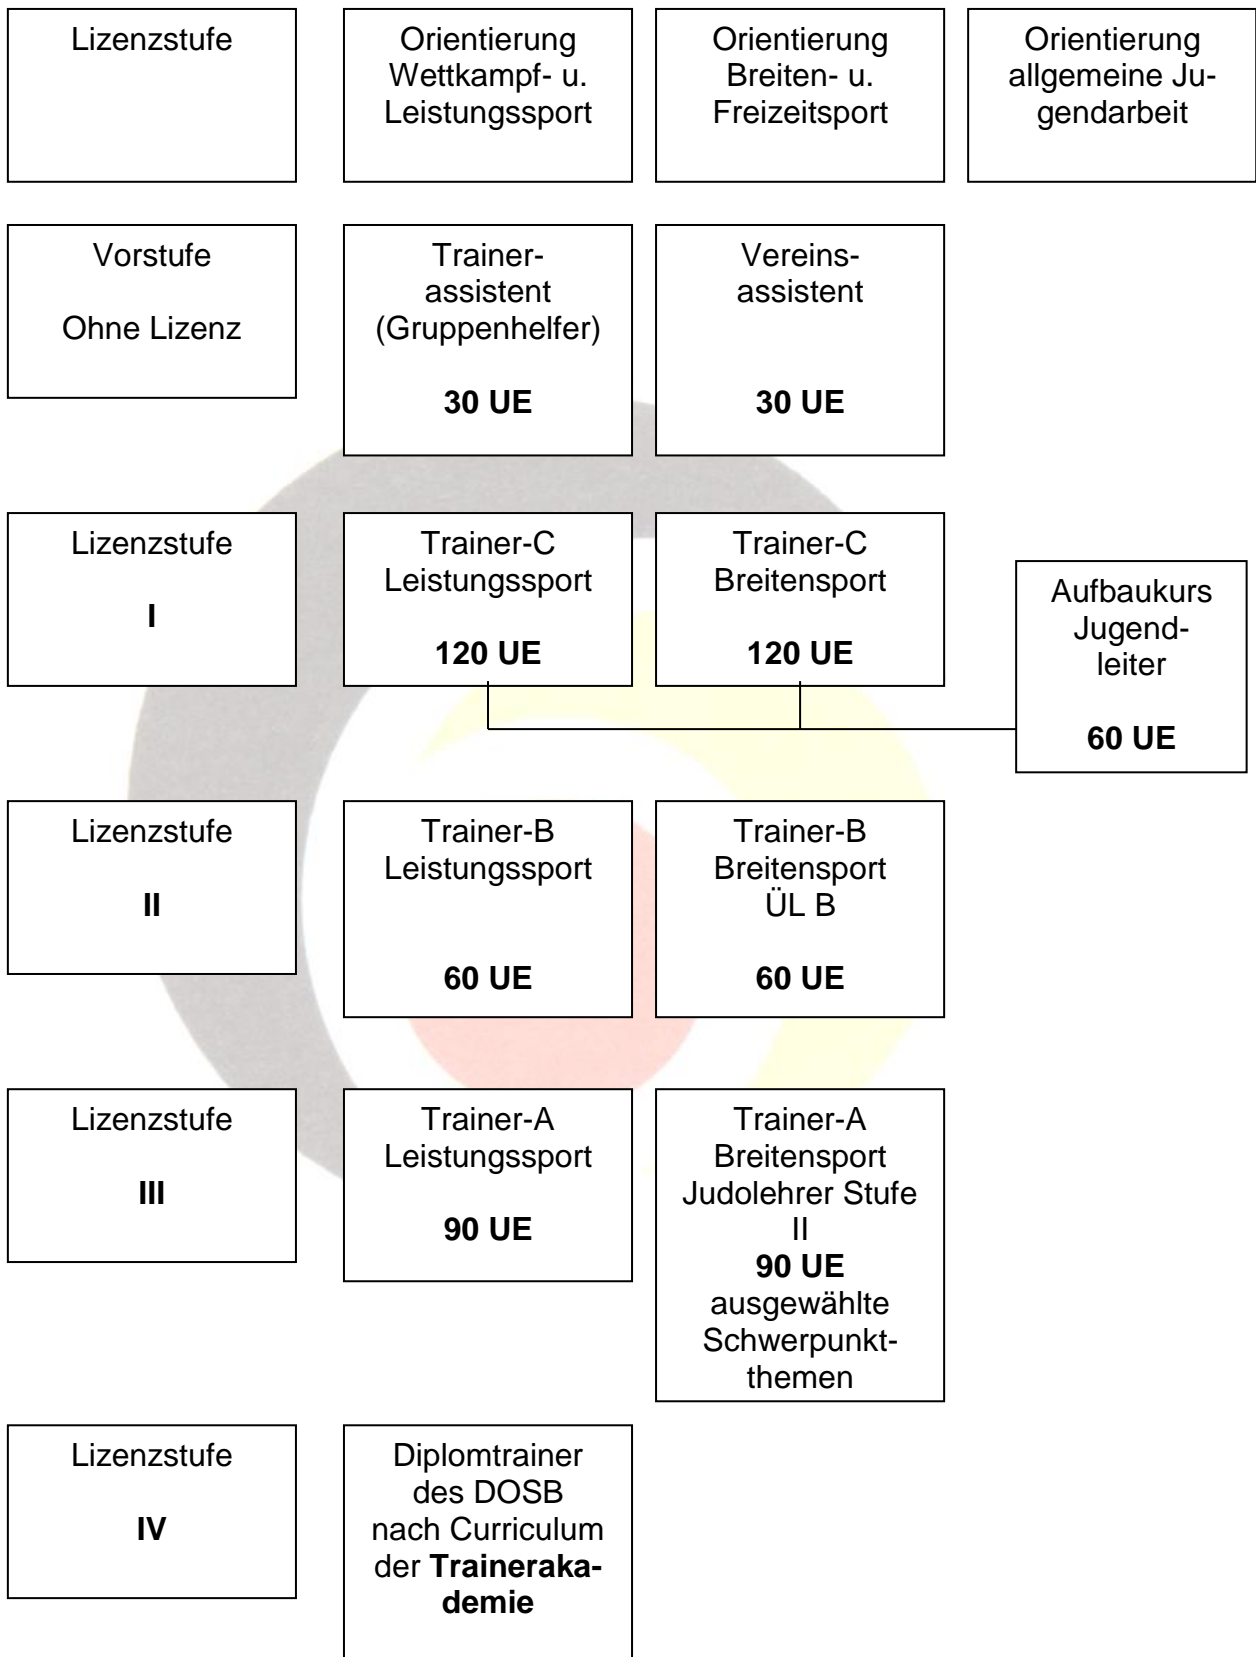 Lizenzstufe
Orientierung
Wettkampf- u.
Leistungssport
Orientierung
Breiten- u.
Freizeitsport
Orientierung
allgemeine Ju-
gendarbeit
Vorstufe
Ohne Lizenz
Trainer-
assistent
(Gruppenhelfer)
30 UE
Vereins-
assistent
30 UE
Lizenzstufe
I
Trainer-C
Leistungssport
120 UE
Trainer-C
Breitensport
120 UE
Aufbaukurs
Jugend-
leiter
60 UE
Lizenzstufe
II
Trainer-B
Leistungssport
60 UE
Trainer-B
Breitensport
ÜL B
60 UE
Lizenzstufe
III
Trainer-A
Leistungssport
90 UE
Trainer-A
Breitensport
Judolehrer Stufe
II
90 UE
ausgewählte
Schwerpunkt-
themen
Lizenzstufe
IV
Diplomtrainer
des DOSB
nach Curriculum
der Traineraka-
demie